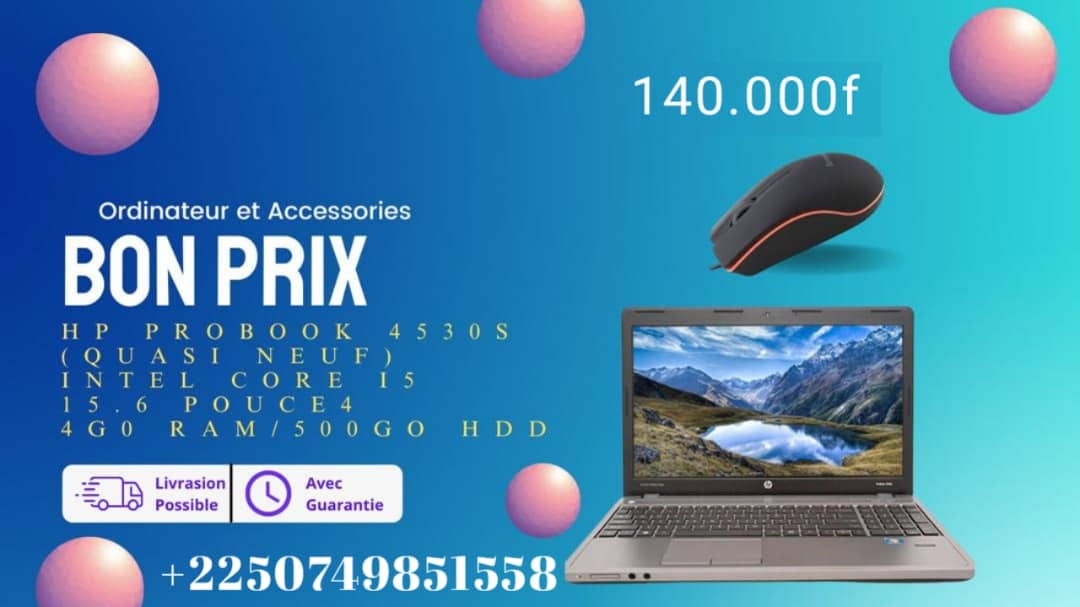 140.000f
Ordinateur et Accessories
BON PRIX
HP PROBOOK 4530S
(QUASI NEUF)
INTEL CORE I5
15.6 POUCE4
4G0 RAM/500GO HDD
Livrasion
Possible
Avec
Guarantie
+2250749851558
hp